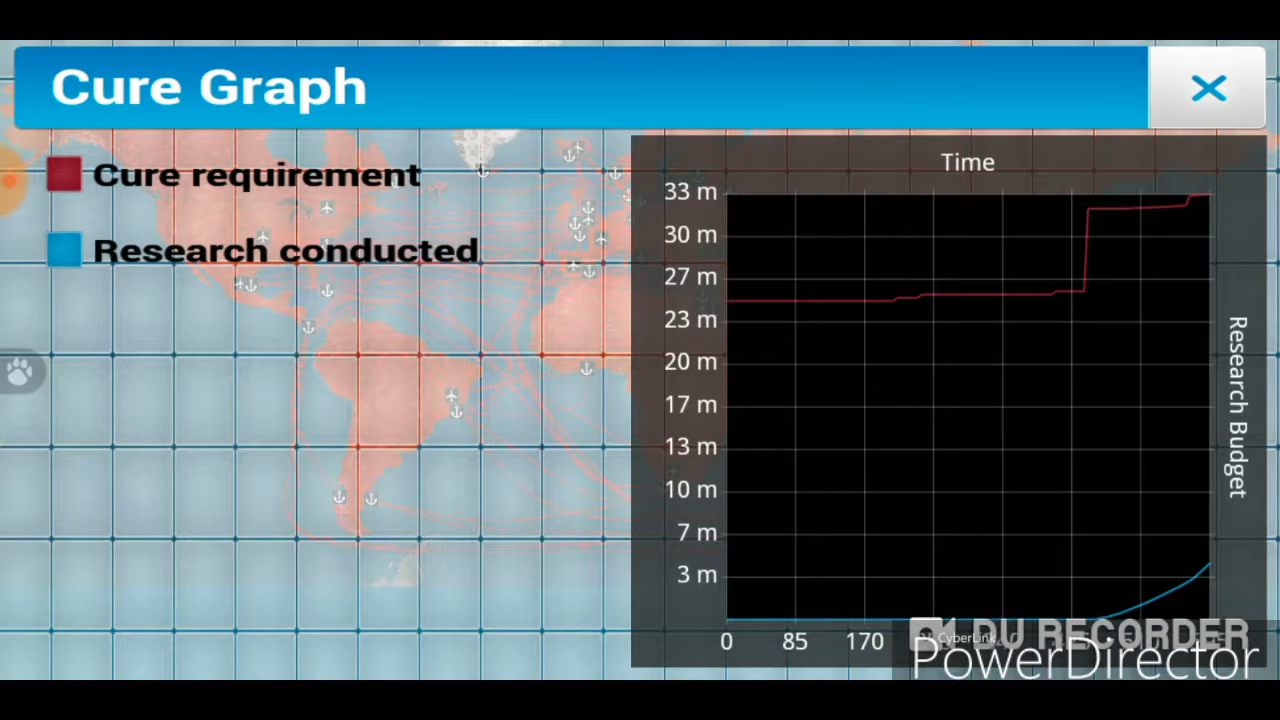 Cure Graph
Cure requirement
Research conducted
Time
33 m
30 m
27 m
23 m
20 m
17 m
13 m
10 m
7 m
3 m
Research Budget
0 85 170
DU RECORDER
CyberLink
PowerDirector